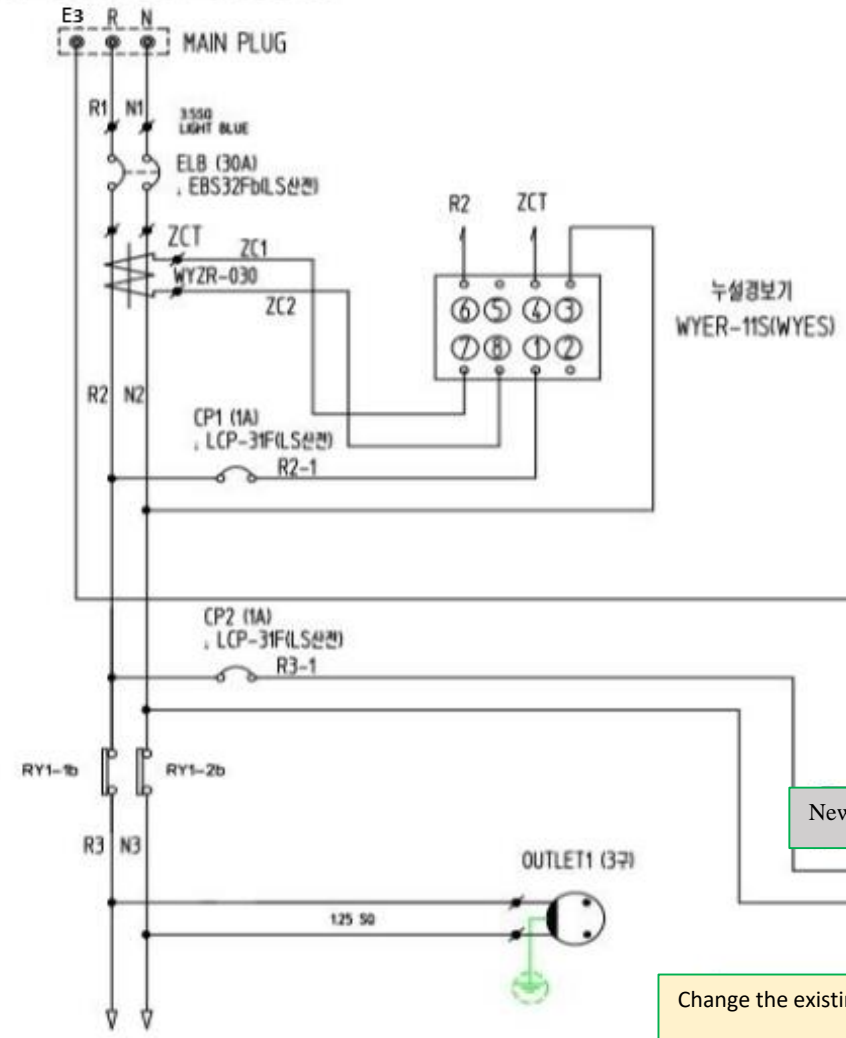 E3 R N
MAIN PLUG
R1 N1
3.5SQ
LIGHT BLUE
ELB (30A)
, EBS32Fb(LS산전)
ZCT
ZC1
WYZR-030
ZC2
R2
ZCT
⑥⑤ ④③
⑦⑧ ①②
누설경보기
WYER-11S(WYES)
R2 N2
CP1 (1A)
, LCP-31F(LS산전)
R2-1
CP2 (1A)
, LCP-31F(LS산전)
R3-1
RY1-1b
RY1-2b
New
R3 N3
OUTLET1 (3구)
1.25 SQ
Change the existin